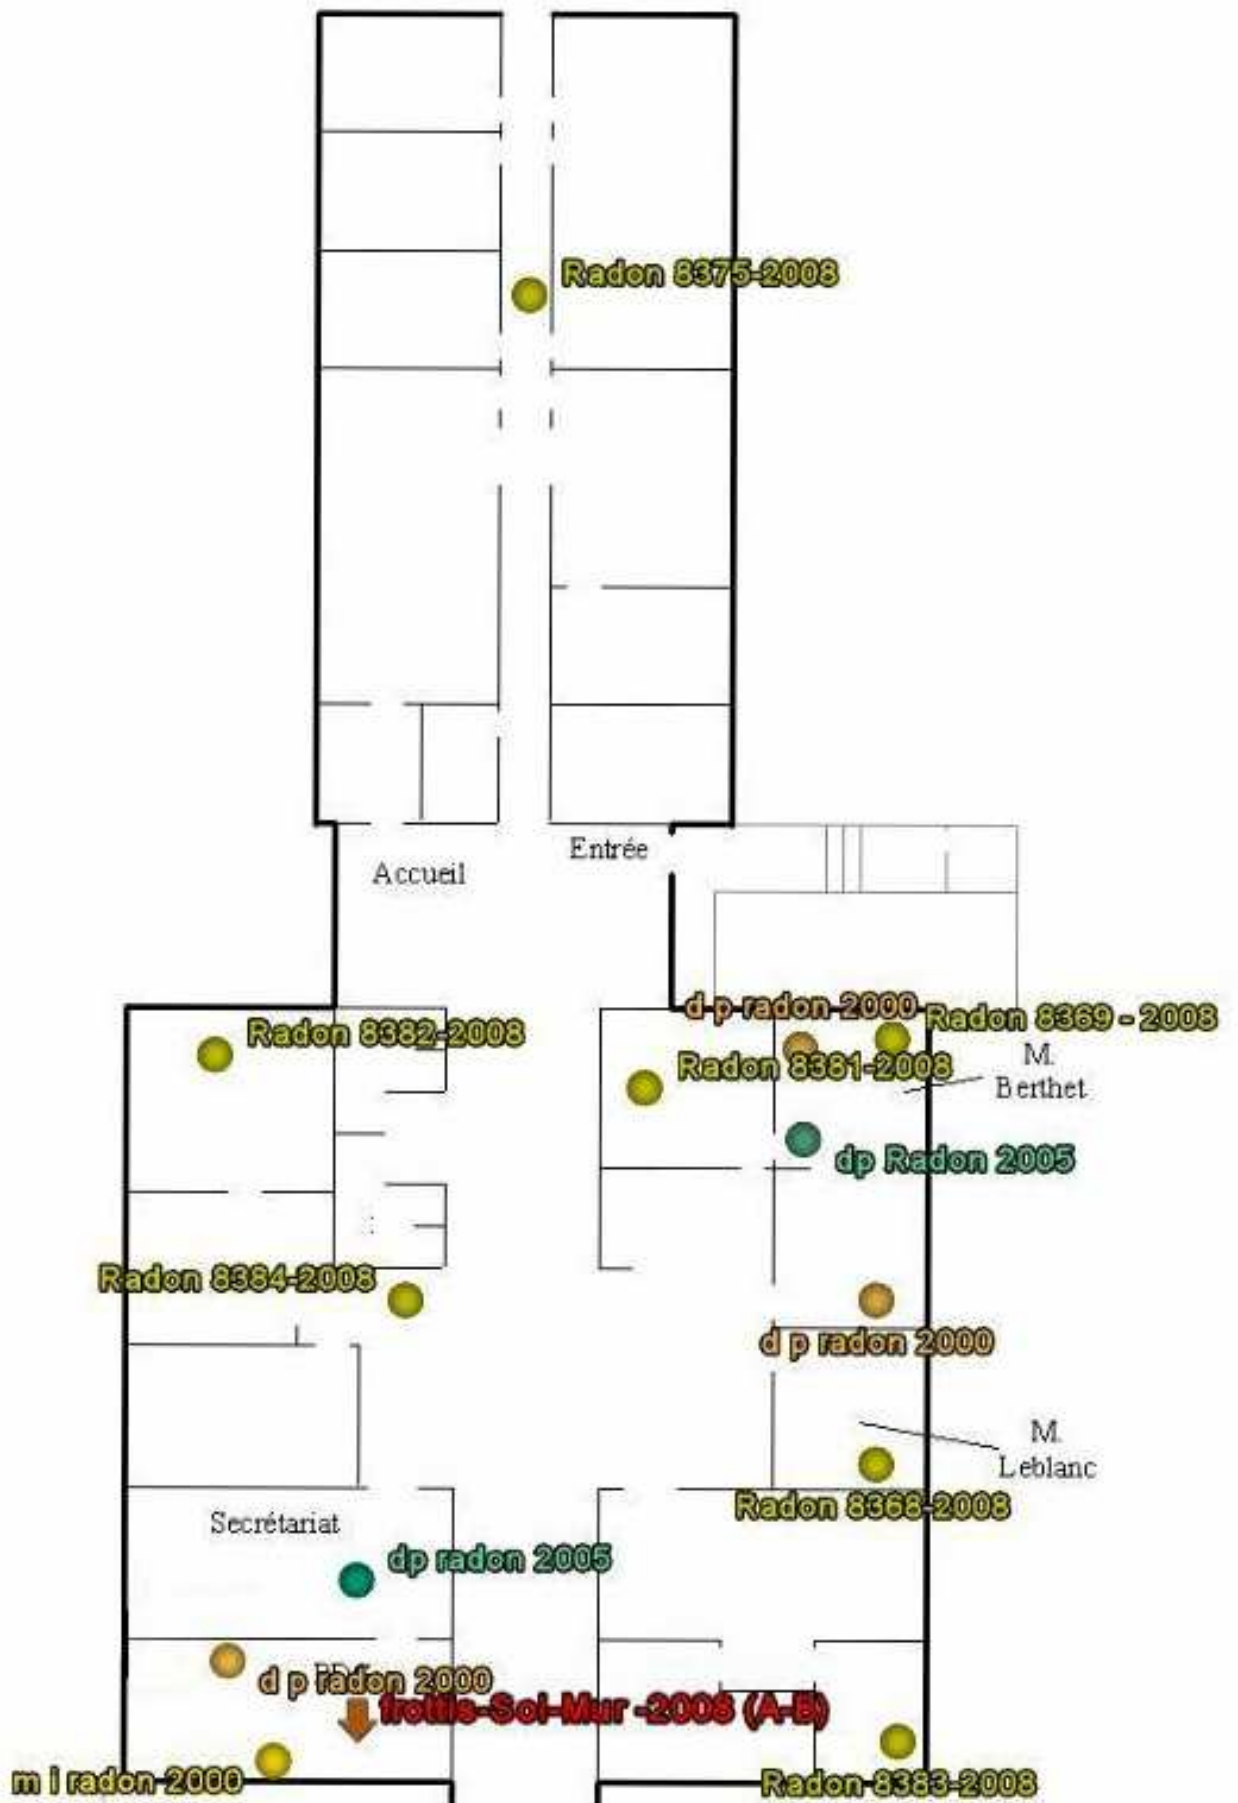 Radon 8375-2008
Entrée
Accueil
d p radon 2000
Radon 8369 - 2008
Radon 8382-2008
M.
Radon 8381-2008
Berthet
dp Radon 2005
Radon 8384-2008
d p radon 2000
M.
Leblanc
Radon 8368-2008
Secrétariat
dp radon 2005
d p radon 2000
frottis-Sol-Mur -2008 (A-B)
m i radon 2000
Radon 8383-2008